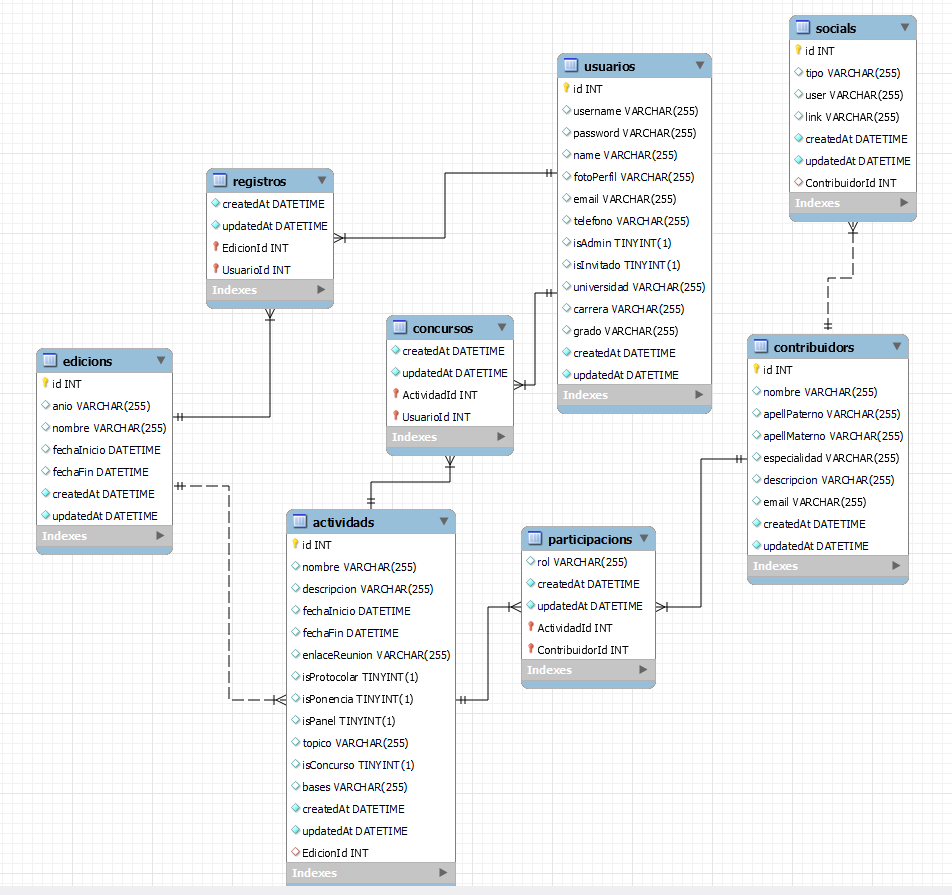 socials
id INT
tipo VARCHAR(255)
user VARCHAR(255)
link VARCHAR(255)
createdAt DATETIME
updatedAt DATETIME
ContribuidorId INT
Indexes
usuarios
id INT
username VARCHAR(255)
password VARCHAR(255)
name VARCHAR(255)
fotoPerfil VARCHAR(255)
email VARCHAR(255)
telefono VARCHAR(255)
isAdmin TINYINT(1)
isInvitado TINYINT(1)
universidad VARCHAR(255)
carrera VARCHAR(255)
grado VARCHAR(255)
createdAt DATETIME
updatedAt DATETIME
Indexes
registros
createdAt DATETIME
updatedAt DATETIME
EdicionId INT
UsuarioId INT
Indexes
concursos
createdAt DATETIME
updatedAt DATETIME
ActividadId INT
UsuarioId INT
Indexes
edicions
id INT
anio VARCHAR(255)
nombre VARCHAR(255)
fechaInicio DATETIME
fechaFin DATETIME
createdAt DATETIME
updatedAt DATETIME
Indexes
contribuidors
id INT
nombre VARCHAR(255)
apellPaterno VARCHAR(255)
apellMaterno VARCHAR(255)
especialidad VARCHAR(255)
descripcion VARCHAR(255)
email VARCHAR(255)
createdAt DATETIME
updatedAt DATETIME
Indexes
actividads
id INT
nombre VARCHAR(255)
descripcion VARCHAR(255)
fechaInicio DATETIME
fechaFin DATETIME
enlaceReunion VARCHAR(255)
isProtocolar TINYINT(1)
isPonencia TINYINT(1)
isPanel TINYINT(1)
topico VARCHAR(255)
isConcurso TINYINT(1)
bases VARCHAR(255)
createdAt DATETIME
updatedAt DATETIME
EdicionId INT
Indexes
participacions
rol VARCHAR(255)
createdAt DATETIME
updatedAt DATETIME
ActividadId INT
ContribuidorId INT
Indexes